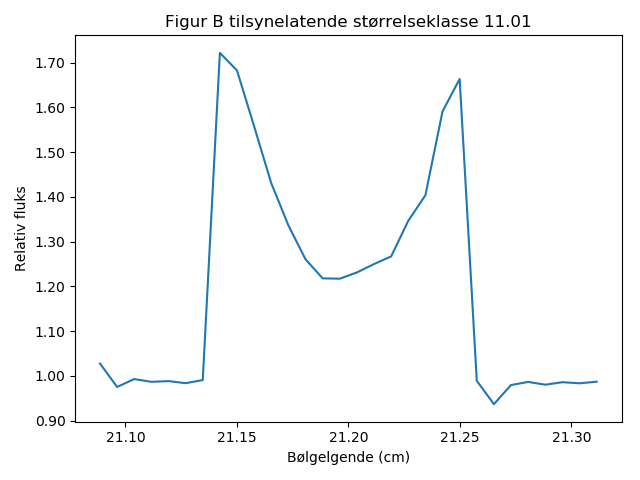 Figur B tilsynelatende størrelseklasse 11.01
Relativ fluks
1.70
1.60
1.50
1.40
1.30
1.20
1.10
1.00
0.90
21.10 21.15 21.20 21.25 21.30
Bølgelgende (cm)